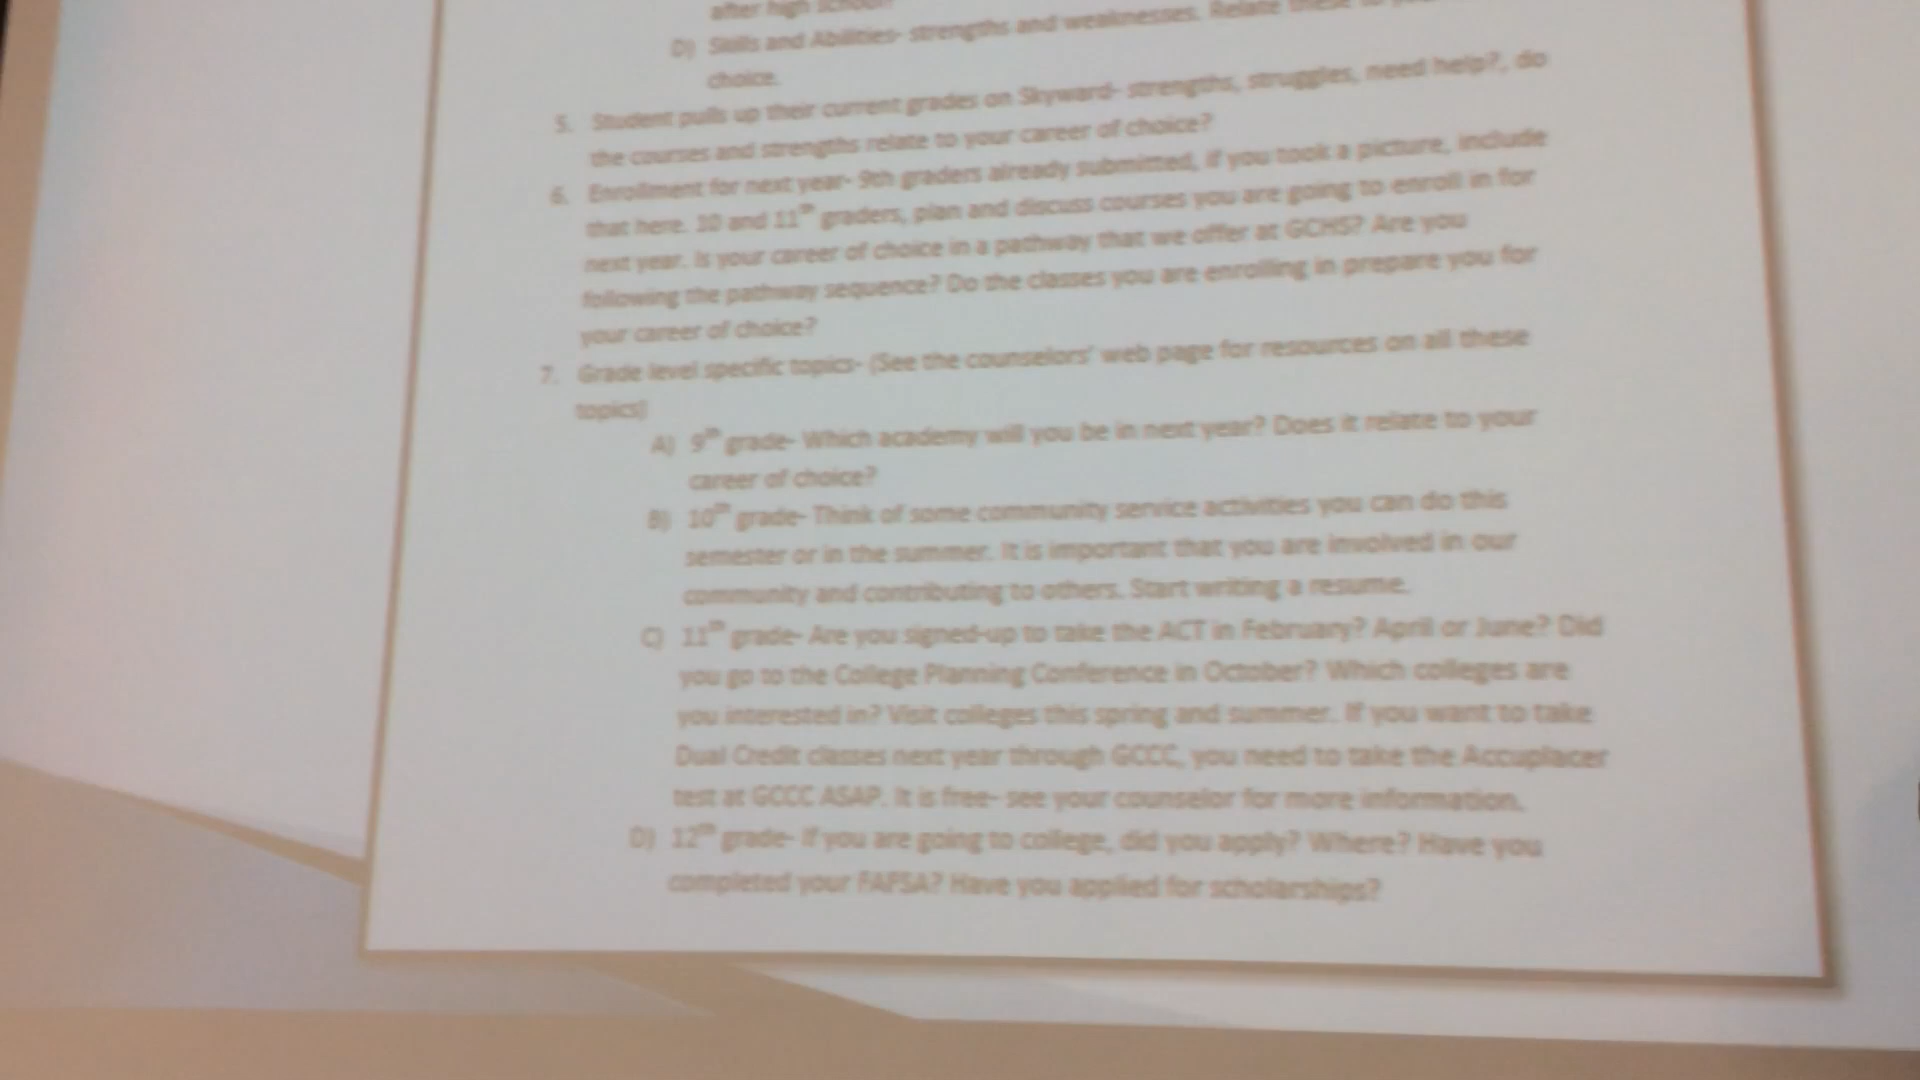 after high school?
D) Skills and Abilities- strengths and weaknesses. Relate these to
choice.
5. Student pulls up their current grades on Skyward- strengths, struggles, need help?, do
the courses and strengths relate to your career of choice?
6. Enrollment for next year- 9th graders already submitted, if you took a picture, include
that here. 10 and 11th graders, plan and discuss courses you are going to enroll in for
next year. Is your career of choice in a pathway that we offer at GCHS? Are you
following the pathway sequence? Do the classes you are enrolling in prepare you for
your career of choice?
7. Grade level specific topics- (See the counselors' web page for resources on all these
topics)
A) 9th grade- Which academy will you be in next year? Does it relate to your
career of choice?
B) 10th grade- Think of some community service activities you can do this
semester or in the summer. It is important that you are involved in our
community and contributing to others. Start writing a resume.
C) 11th grade- Are you signed-up to take the ACT in February? April or June? Did
you go to the College Planning Conference in October? Which colleges are
you interested in? Visit colleges this spring and summer. If you want to take
Dual Credit classes next year through GCCC, you need to take the Accuplacer
test at GCCC ASAP. It is free- see your counselor for more information.
D) 12th grade- If you are going to college, did you apply? Where? Have you
completed your FAFSA? Have you applied for scholarships?